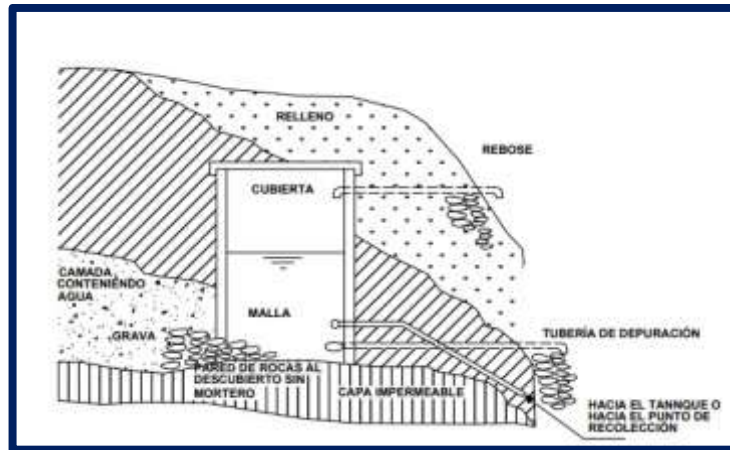 RELLENO
REBOSE
CUBIERTA
CAMADA
CONTENIENDO
AGUA
MALLA
GRAVA
TUBERÍA DE DEPURACIÓN
PARED DE ROCAS AL
DESCUBIERTO SIN
MORTERO
CAPA IMPERMEABLE
HACIA EL TANNQUE O
HACIA EL PUNTO DE
RECOLECCIÓN